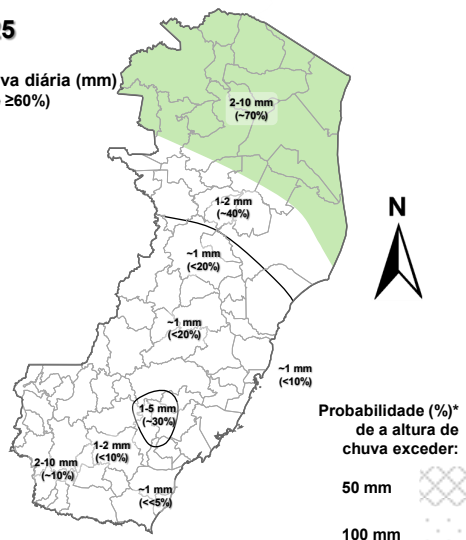 25
va diária (mm)
≥60%)
2-10 mm
(~70%)
1-2 mm
(~40%)
N
~1 mm
(<20%)
~1 mm
(<20%)
~1 mm
(<10%)
1-5 mm
(~30%)
Probabilidade (%)*
de a altura de
chuva exceder:
1-2 mm
(<10%)
2-10 mm
(~10%)
50 mm
~1 mm
(<<5%)
100 mm